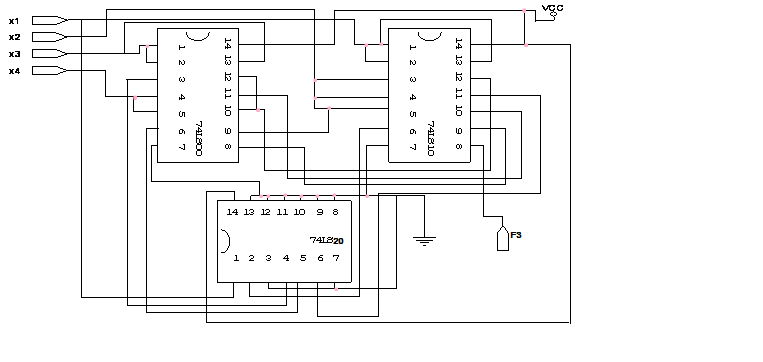 x1
x2
x3
x4
VCC
1 14
2 13
3 12
4 11
5 10
6 9
7 8
74LS00
1 14
2 13
3 12
4 11
5 10
6 9
7 8
74LS10
14 13 12 11 10 9 8
74LS20
1 2 3 4 5 6 7
F3